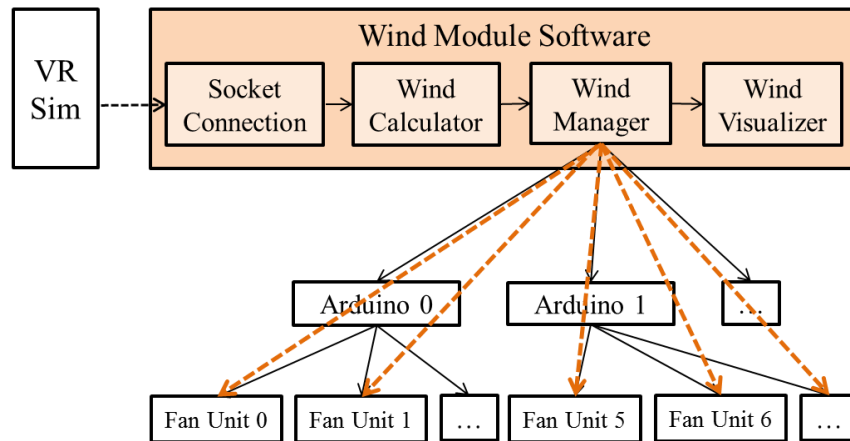 VR
Sim
Wind Module Software
Socket
Connection
Wind
Calculator
Wind
Manager
Wind
Visualizer
Arduino 0
Arduino 1
...
Fan Unit 0
Fan Unit 1
...
Fan Unit 5
Fan Unit 6
...